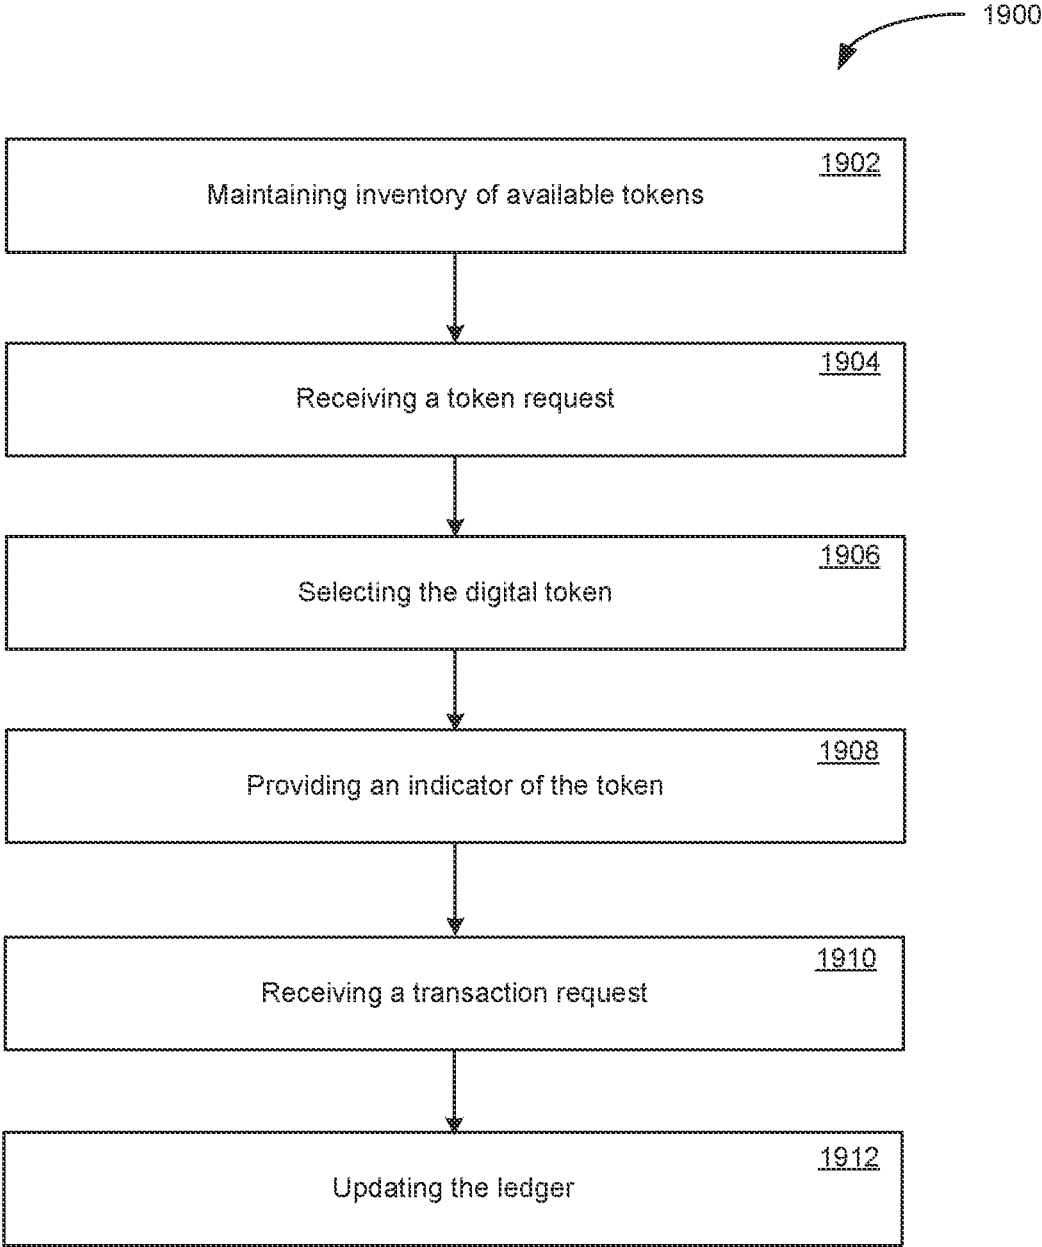 1900
1902
Maintaining inventory of available tokens
1904
Receiving a token request
1906
Selecting the digital token
1908
Providing an indicator of the token
1910
Receiving a transaction request
1912
Updating the ledger